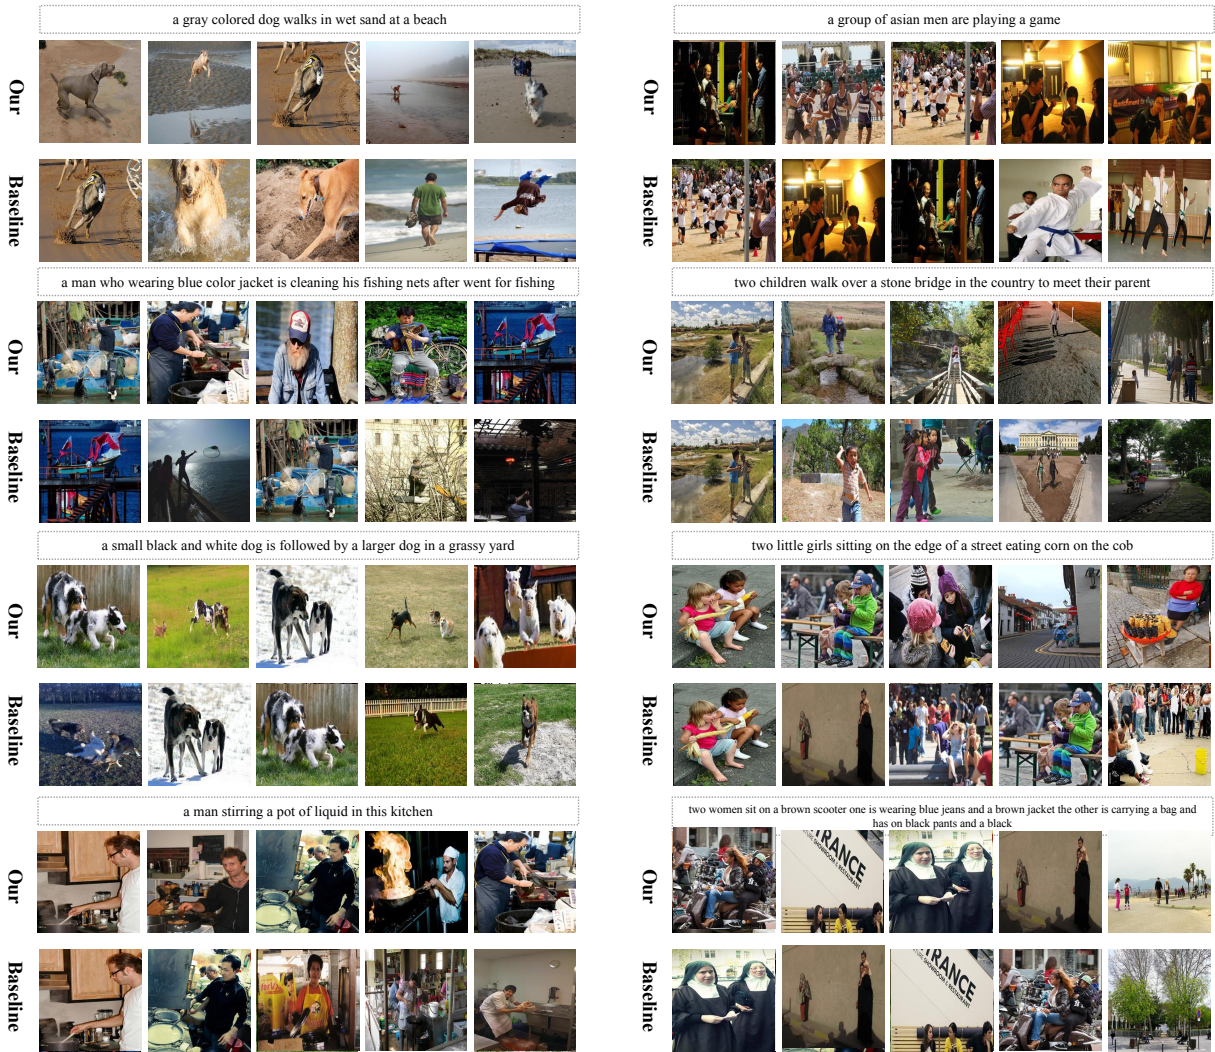 a gray colored dog walks in wet sand at a beach
Our
Baseline
a man who wearing blue color jacket is cleaning his fishing nets after went for fishing
Our
Baseline
a small black and white dog is followed by a larger dog in a grassy yard
Our
Baseline
a man stirring a pot of liquid in this kitchen
Our
Baseline
a group of asian men are playing a game
Our
Baseline
two children walk over a stone bridge in the country to meet their parent
Our
Baseline
two little girls sitting on the edge of a street eating corn on the cob
Our
Baseline
two women sit on a brown scooter one is wearing blue jeans and a brown jacket the other is carrying a bag and
has on black pants and a black
Our
TRANCE
Baseline
TRANCE